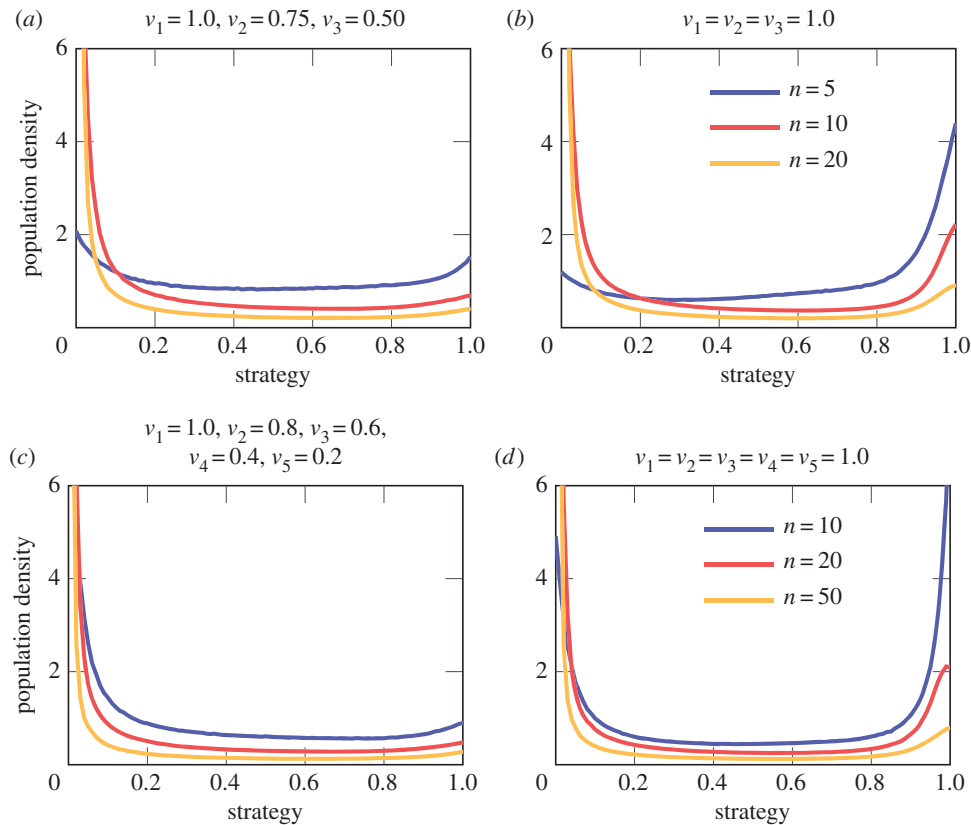 (a) v1 = 1.0, v2 = 0.75, v3 = 0.50
6
4
2
0 0.2 0.4 0.6 0.8 1.0
population density
strategy
(b) v1 = v2 = v3 = 1.0
6
4
2
0 0.2 0.4 0.6 0.8 1.0
n = 5
n = 10
n = 20
strategy
v1 = 1.0, v2 = 0.8, v3 = 0.6,
(c) v4 = 0.4, v5 = 0.2
6
4
2
0 0.2 0.4 0.6 0.8 1.0
population density
strategy
(d) v1 = v2 = v3 = v4 = v5 = 1.0
6
4
2
0 0.2 0.4 0.6 0.8 1.0
n = 10
n = 20
n = 50
strategy